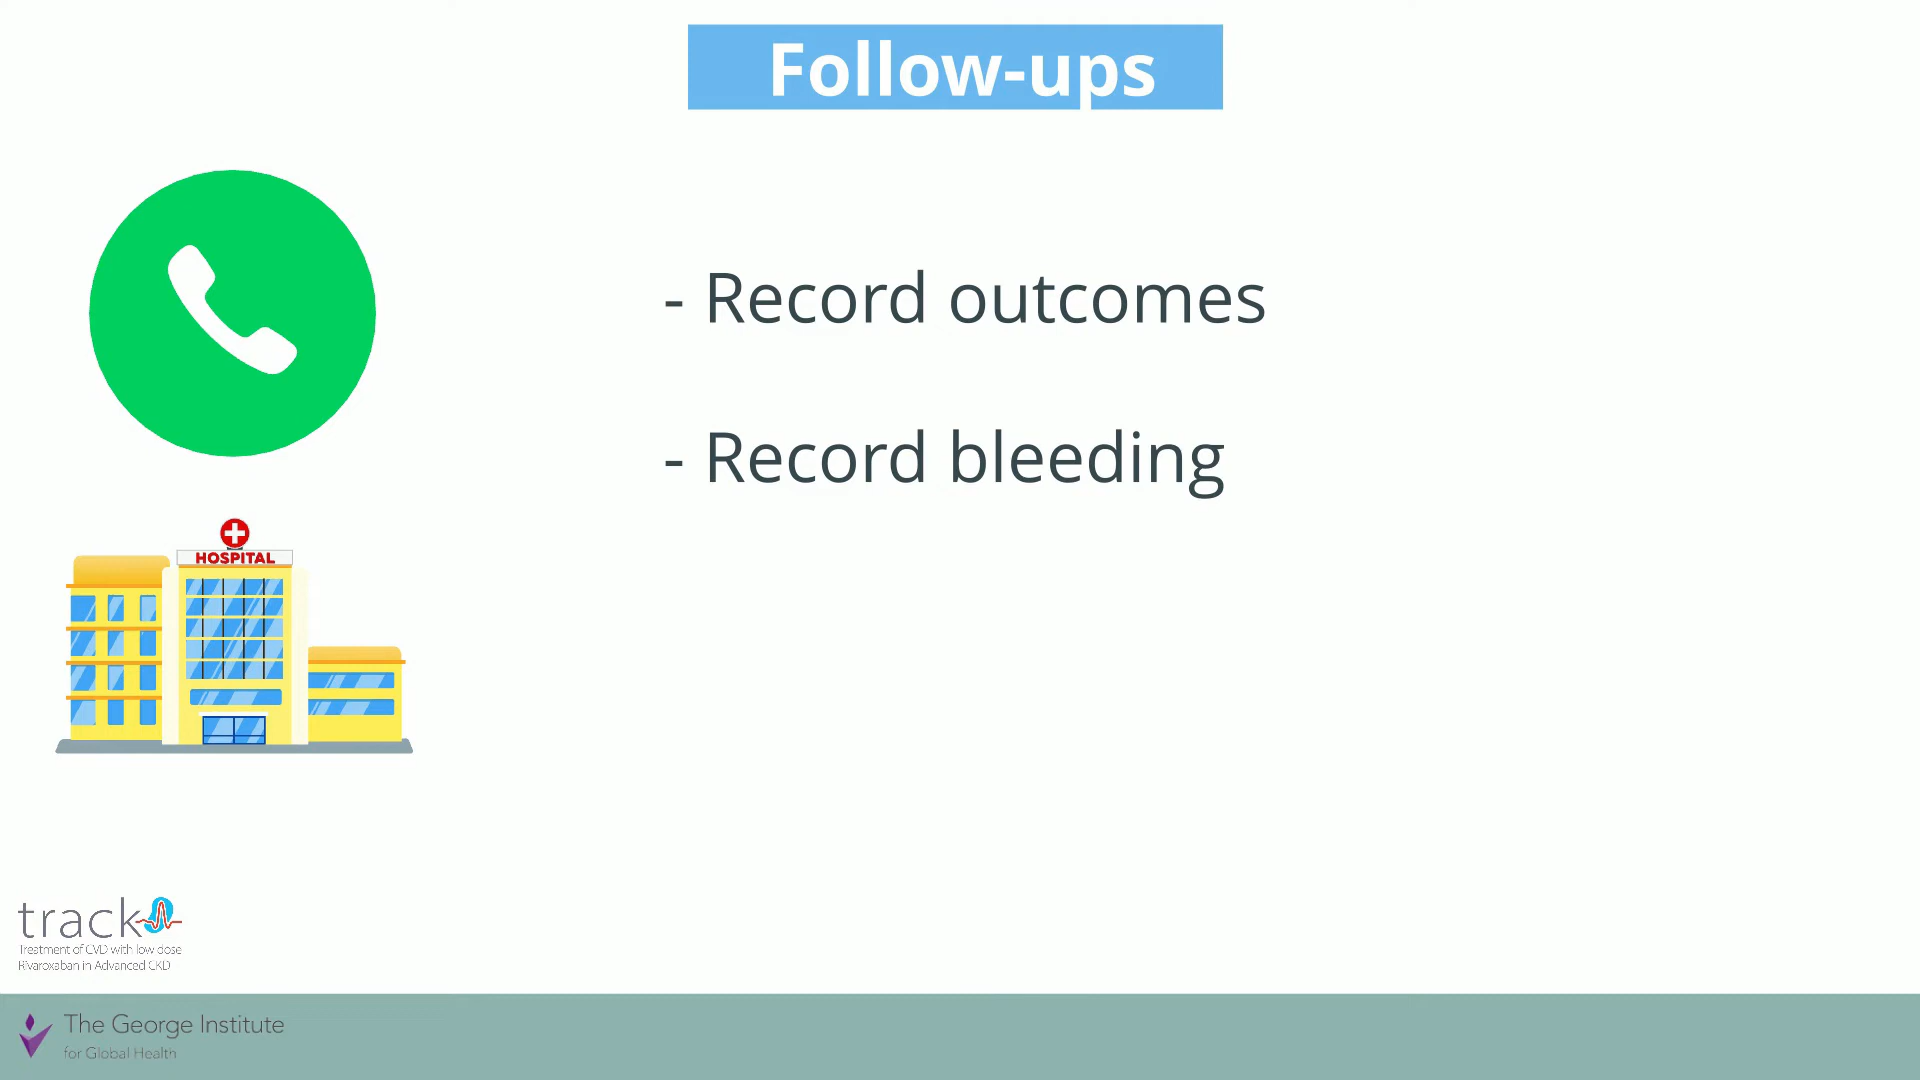 Follow-ups
- Record outcomes
- Record bleeding
HOSPITAL
track
Treatment of CVD with low dose
RIvaroxaban in Advanced CKD
The George Institute
for Global Health